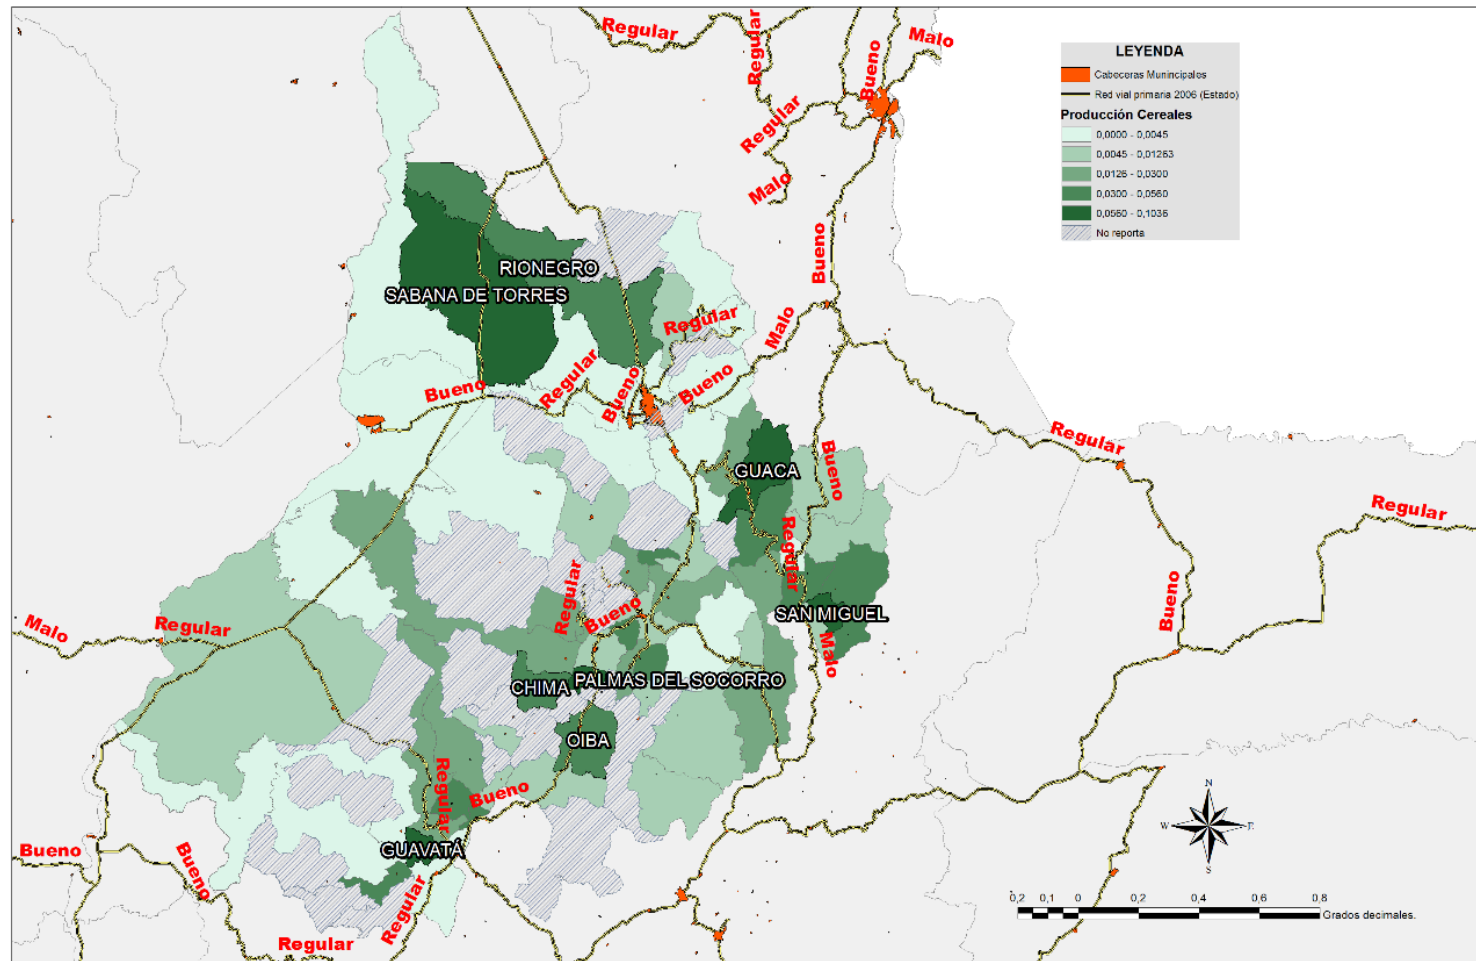 Regular
Regular
Bueno
Malo
LEYENDA
Cabeceras Munincipales
Red vial primaria 2006 (Estado)
Producción Cereales
0,0000 - 0,0045
0,0045 - 0,01263
0,0126 - 0,0300
0,0300 - 0,0560
0,0560 - 0,1036
No reporta
Regular
Malo
Bueno
RIONEGRO
SABANA DE TORRES
Regular
Malo
Bueno
Regular
Bueno
Bueno
Regular
GUACA
Bueno
Regular
Regular
Regular
Bueno
SAN MIGUEL
Bueno
Malo
Regular
Malo
CHIMA
PALMAS DEL SOCORRO
OIBA
Regular
Bueno
GUAVATÁ
Bueno
Bueno
Regular
Regular
N
W
E
S
0,2 0,1 0 0,2 0,4 0,6 0,8
Grados decimales.